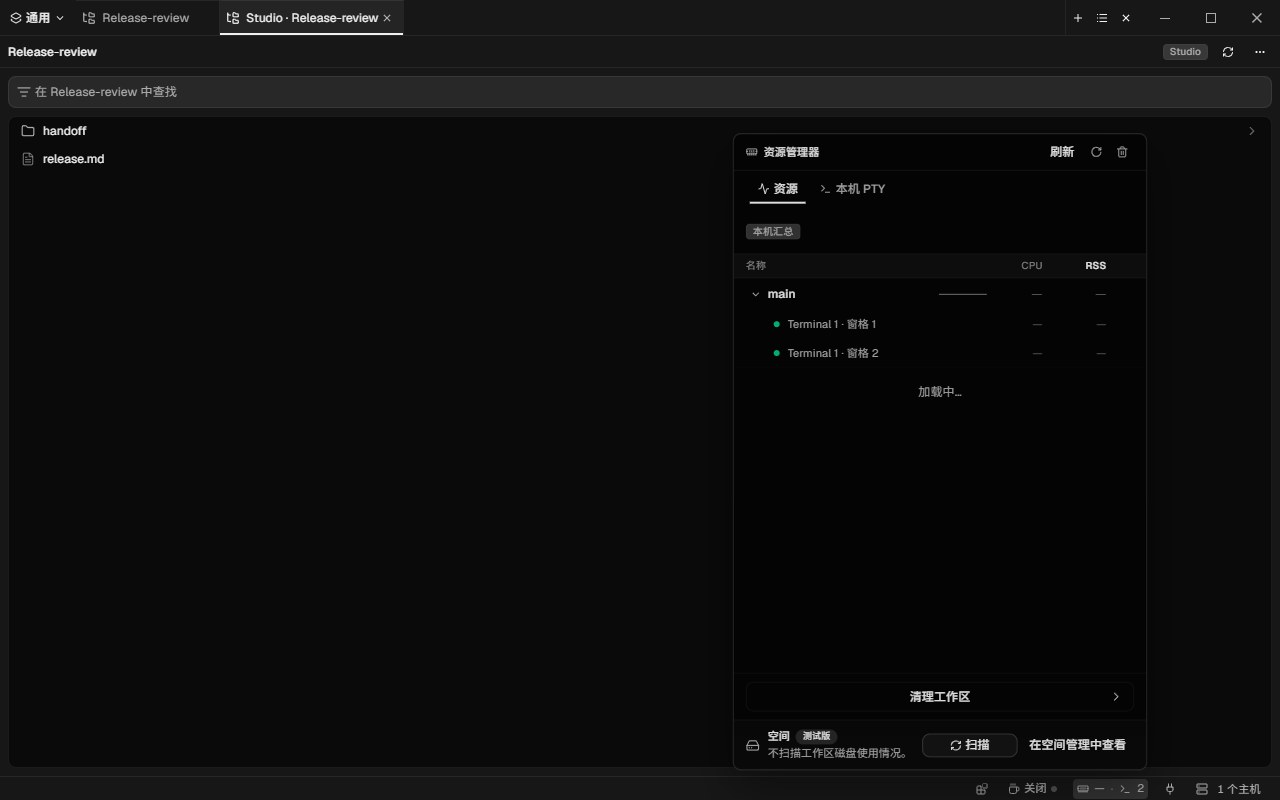 通用
Release-review
Studio · Release-review
Release-review
Studio
在 Release-review 中查找
handoff
release.md
资源管理器
刷新
资源
本机 PTY
本机汇总
名称
CPU
RSS
main
— —
Terminal 1 · 窗格 1
— —
Terminal 1 · 窗格 2
— —
加载中…
清理工作区
空间
测试版
不扫描工作区磁盘使用情况。
扫描
在空间管理中查看
关闭
— · 2
1 个主机